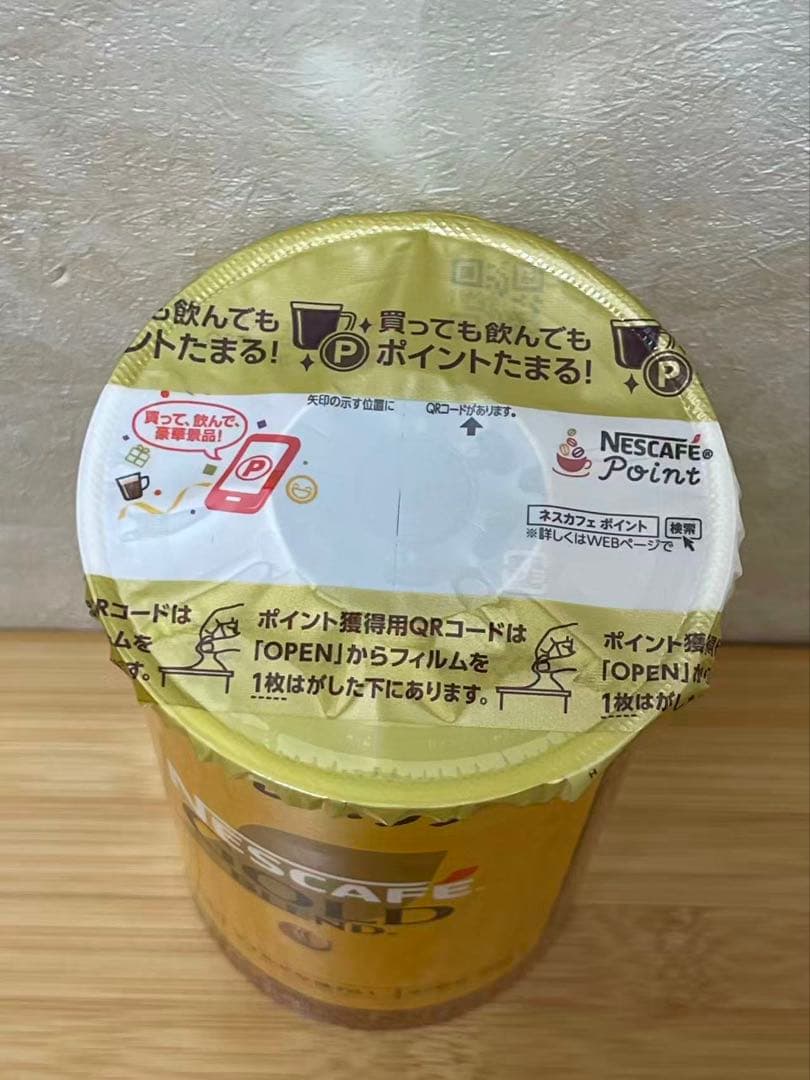 も飲んでも
ントたまる!
買っても飲んでも
ポイントたまる!
P
P
矢印の示す位置に
QRコードがあります。
買って、飲んで、
豪華景品!
P
NESCAFÉ®
Point
ネスカフェ ポイント
検索
※詳しくはWEBページで
QRコードは
ムを
す。
ポイント獲得用QRコードは
「OPEN」からフィルムを
1枚はがした下にあります。
ポイント獲得
「OPEN」か
1枚はがし
NESCAFÉ
GOLD
BLEND